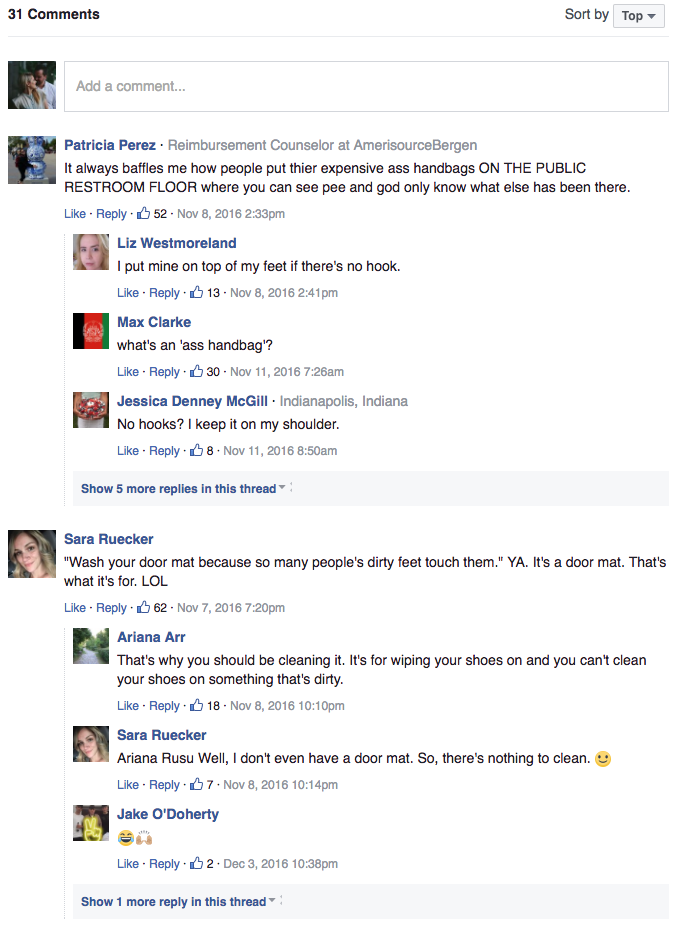 31 Comments
Sort by Top
Add a comment...
Patricia Perez · Reimbursement Counselor at AmerisourceBergen
It always baffles me how people put thier expensive ass handbags ON THE PUBLIC
RESTROOM FLOOR where you can see pee and god only know what else has been there.
Like · Reply · 52 · Nov 8, 2016 2:33pm
Liz Westmoreland
I put mine on top of my feet if there's no hook.
Like · Reply · 13 · Nov 8, 2016 2:41pm
Max Clarke
what's an 'ass handbag'?
Like · Reply · 30 · Nov 11, 2016 7:26am
Jessica Denney McGill · Indianapolis, Indiana
No hooks? I keep it on my shoulder.
Like · Reply · 8 · Nov 11, 2016 8:50am
Show 5 more replies in this thread
Sara Ruecker
"Wash your door mat because so many people's dirty feet touch them." YA. It's a door mat. That's
what it's for. LOL
Like · Reply · 62 · Nov 7, 2016 7:20pm
Ariana Arr
That's why you should be cleaning it. It's for wiping your shoes on and you can't clean
your shoes on something that's dirty.
Like · Reply · 18 · Nov 8, 2016 10:10pm
Sara Ruecker
Ariana Rusu Well, I don't even have a door mat. So, there's nothing to clean. 🙂
Like · Reply · 7 · Nov 8, 2016 10:14pm
Jake O'Doherty
😂🙌🏼
Like · Reply · 2 · Dec 3, 2016 10:38pm
Show 1 more reply in this thread